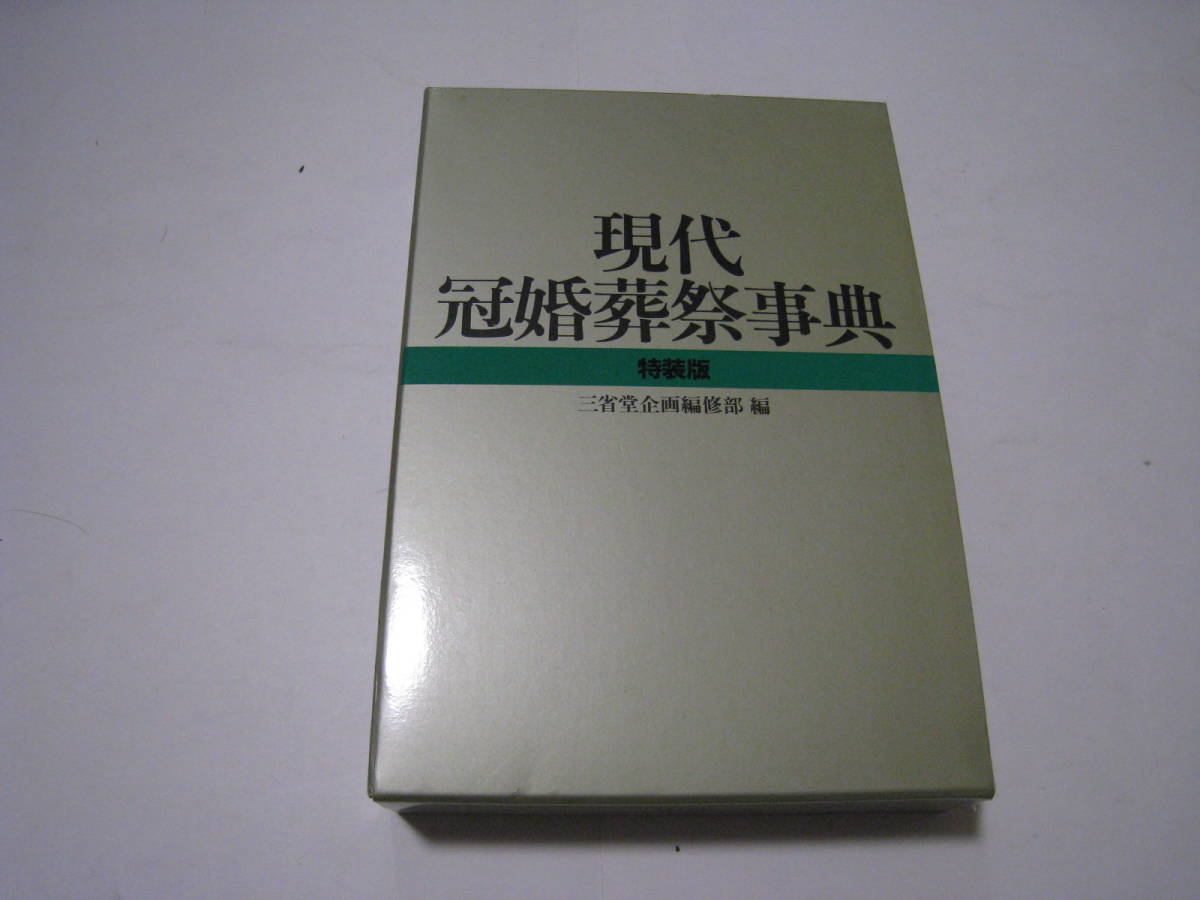 現代
冠婚葬祭事典
特装版
三省堂企画編修部 編